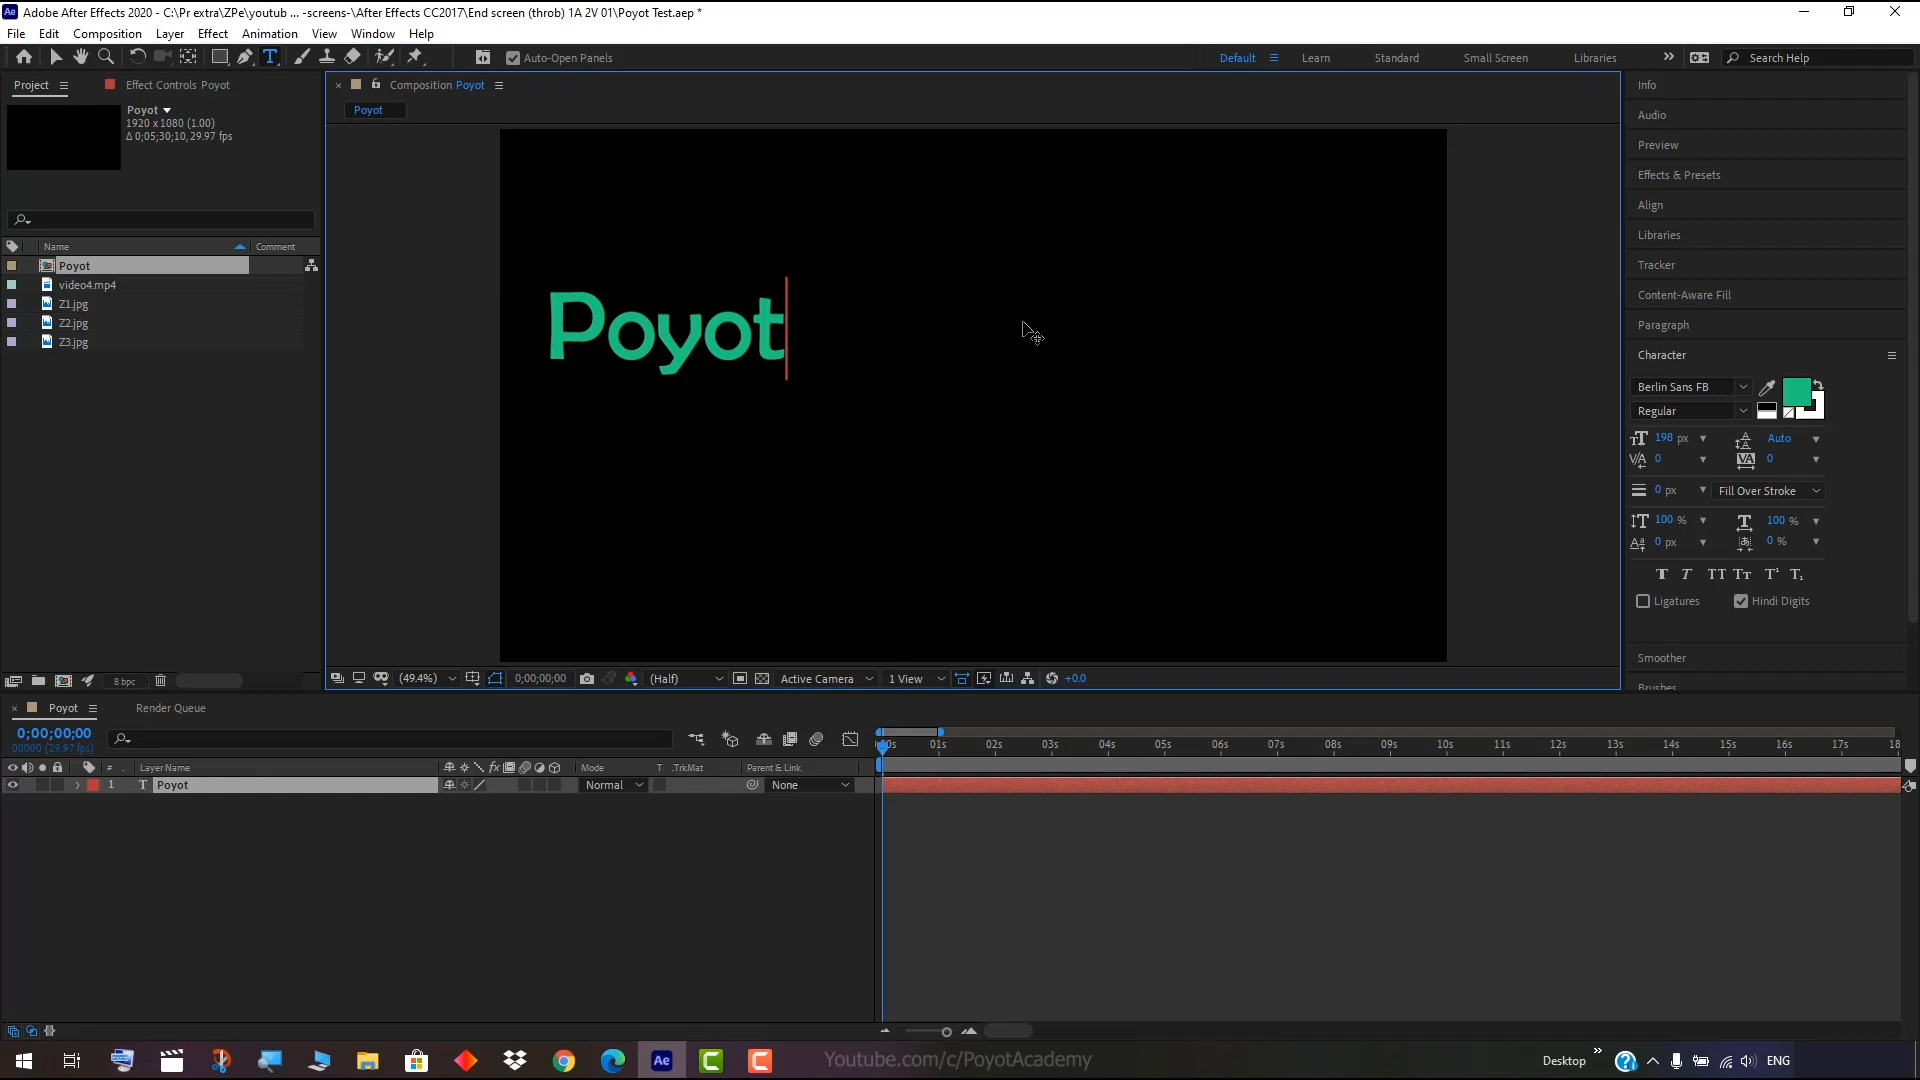 Adobe After Effects 2020 - C:\Pr extra\ZPe\youtub ... -screens-\After Effects CC2017\End screen (throb) 1A 2V 01\Poyot Test.aep *
File Edit Composition Layer Effect Animation View Window Help
Auto-Open Panels Default Learn Standard Small Screen Libraries Search Help
Project Effect Controls Poyot
Poyot
1920 x 1080 (1.00)
Δ 0;05;30;10, 29.97 fps
Name Comment
Poyot
video4.mp4
Z1.jpg
Z2.jpg
Z3.jpg
8 bpc
Composition Poyot
Poyot
Poyot
(49.4%) 0;00;00;00 (Half) Active Camera 1 View +0.0
Info
Audio
Preview
Effects & Presets
Align
Libraries
Tracker
Content-Aware Fill
Paragraph
Character
Berlin Sans FB
Regular
198 px Auto
0 0
0 px Fill Over Stroke
100 % 100 %
0 px 0 %
Ligatures Hindi Digits
Smoother
Brushes
Poyot Render Queue
0;00;00;00
00000 (29.97 fps)
00s 01s 02s 03s 04s 05s 06s 07s 08s 09s 10s 11s 12s 13s 14s 15s 16s 17s 18
# Layer Name Mode T .TrkMat Parent & Link
1 T Poyot Normal None
Youtube.com/c/PoyotAcademy
Desktop ENG